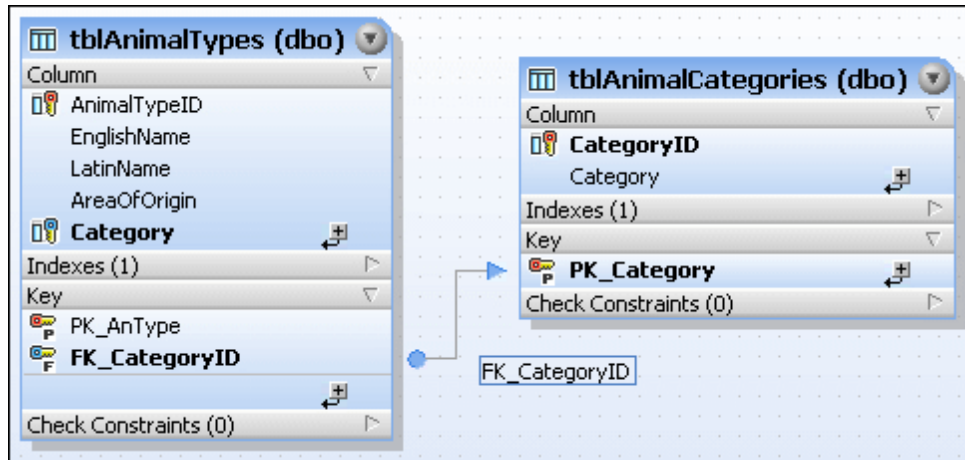 tblAnimalTypes (dbo)
Column
AnimalTypeID
EnglishName
LatinName
AreaOfOrigin
Category
Indexes (1)
Key
P PK_AnType
F FK_CategoryID
Check Constraints (0)
FK_CategoryID
tblAnimalCategories (dbo)
Column
CategoryID
Category
Indexes (1)
Key
P PK_Category
Check Constraints (0)